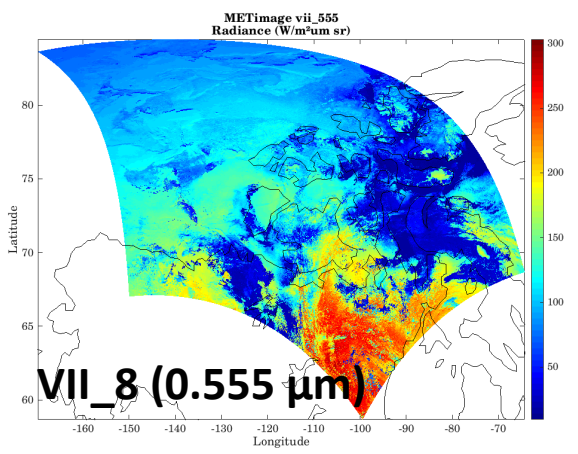 METimage vii_555
Radiance (W/m²um sr)
300
250
200
150
100
50
80
75
70
65
60
Latitude
VII_8 (0.555 µm)
-160 -150 -140 -130 -120 -110 -100 -90 -80 -70
Longitude